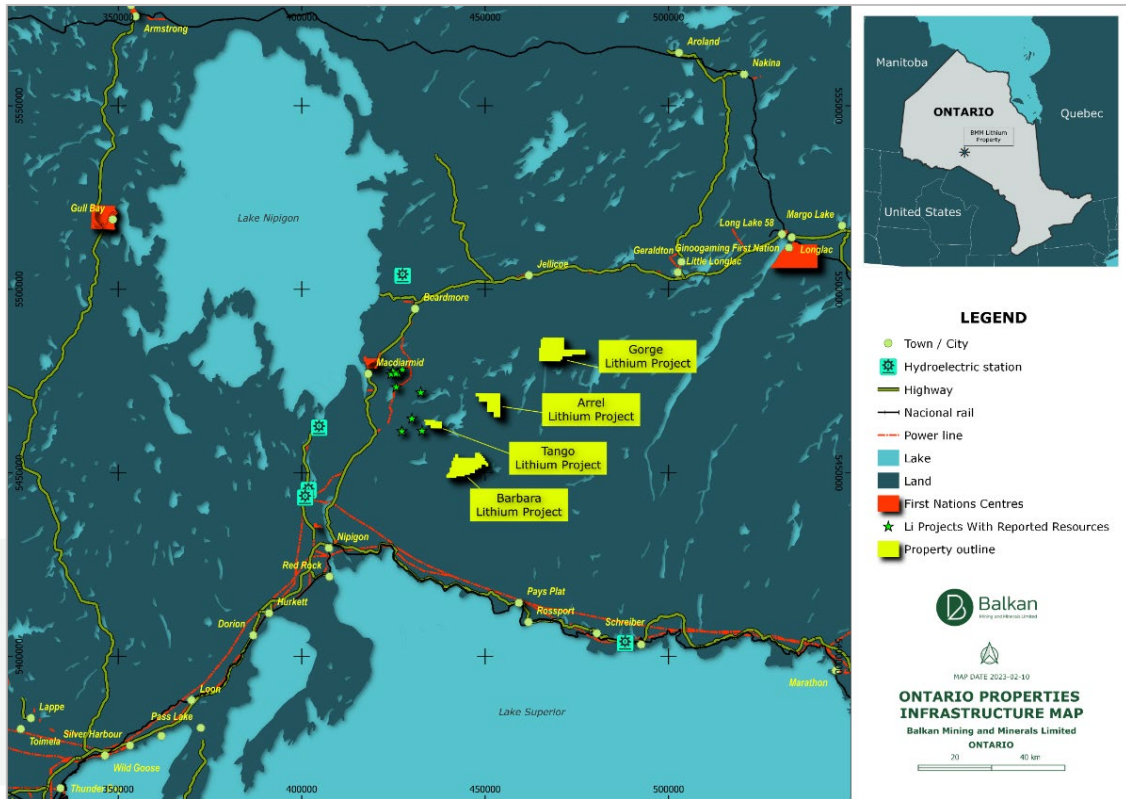 350000
400000
450000
500000
Armstrong
Aroland
Nakina
5550000
5550000
Gull Bay
Lake Nipigon
Long Lake 58
Margo Lake
Geraldton
Ginoogaming First Nation
Longlac
Little Longlac
Jellicoe
5500000
5500000
Beardmore
Macdiarmid
Gorge
Lithium Project
Arrel
Lithium Project
Tango
Lithium Project
Barbara
Lithium Project
5450000
5450000
Nipigon
Red Rock
Hurkett
Dorion
Pays Plat
Rossport
Schreiber
Marathon
5400000
5400000
Loon
Pass Lake
Lappe
Toimela
Silver Harbour
Wild Goose
Lake Superior
Thunder
350000
400000
450000
500000
Manitoba
ONTARIO
Quebec
BMM Lithium
Property
United States
LEGEND
Town / City
Hydroelectric station
Highway
Nacional rail
Power line
Lake
Land
First Nations Centres
Li Projects With Reported Resources
Property outline
Balkan
Mining and Minerals Limited
MAP DATE 2023-02-10
ONTARIO PROPERTIES
INFRASTRUCTURE MAP
Balkan Mining and Minerals Limited
ONTARIO
20 40 km